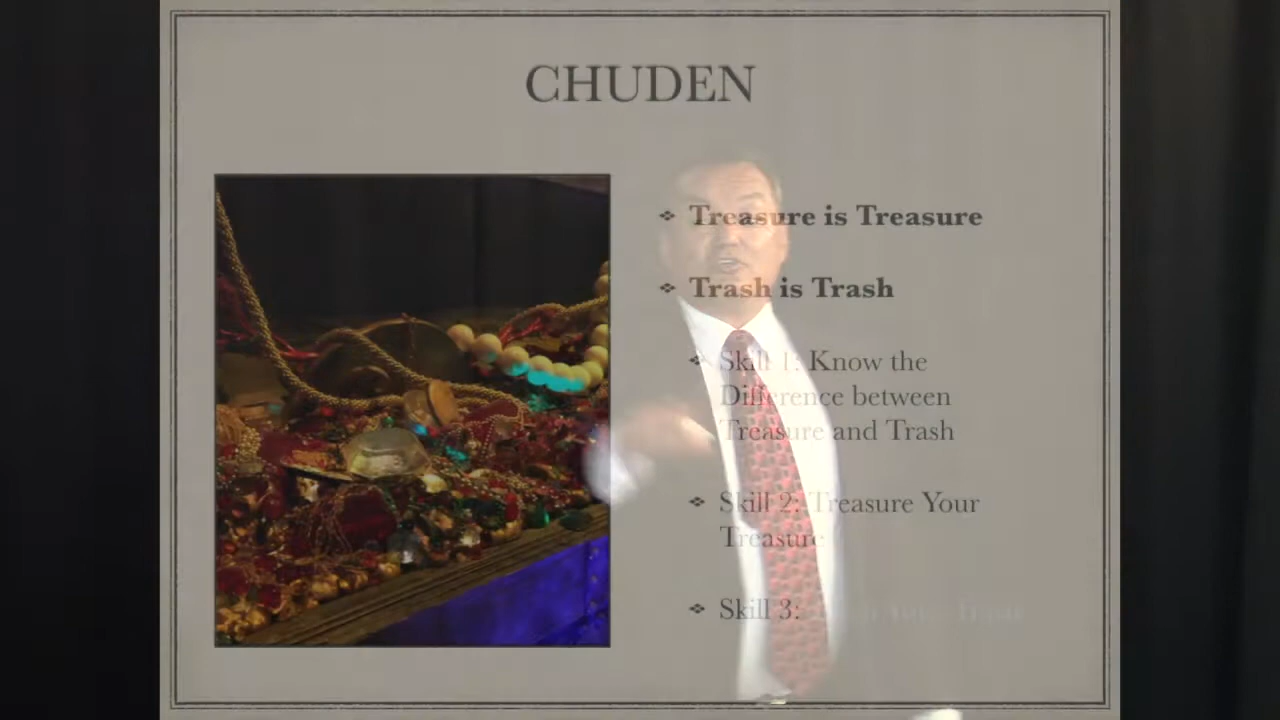 CHUDEN
Treasure is Treasure
Trash is Trash
Skill 1: Know the
Difference between
Treasure and Trash
Skill 2: Treasure Your
Treasure
Skill 3: